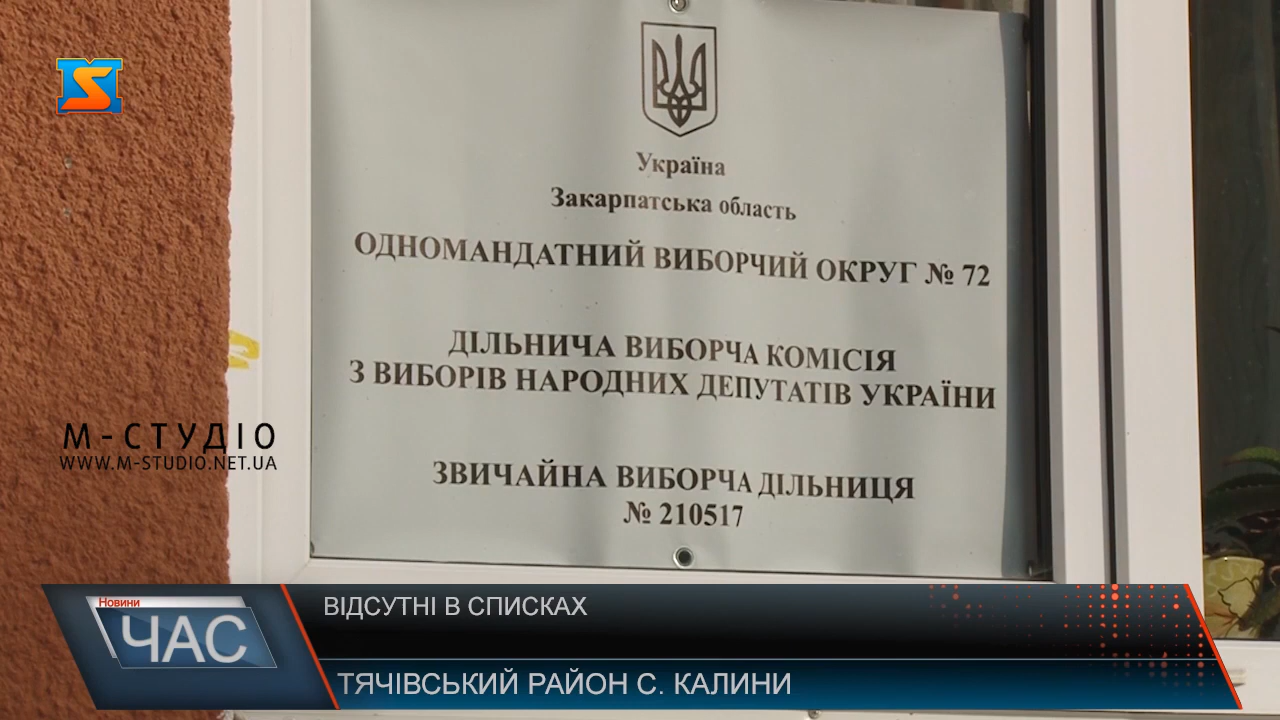 Україна
Закарпатська область
ОДНОМАНДАТНИЙ ВИБОРЧИЙ ОКРУГ № 72
ДІЛЬНИЧА ВИБОРЧА КОМІСІЯ
З ВИБОРІВ НАРОДНИХ ДЕПУТАТІВ УКРАЇНИ
ЗВИЧАЙНА ВИБОРЧА ДІЛЬНИЦЯ
№ 210517
М-СТУДІО
WWW.M-STUDIO.NET.UA
Новини
ЧАС
ВІДСУТНІ В СПИСКАХ
ТЯЧІВСЬКИЙ РАЙОН С. КАЛИНИ